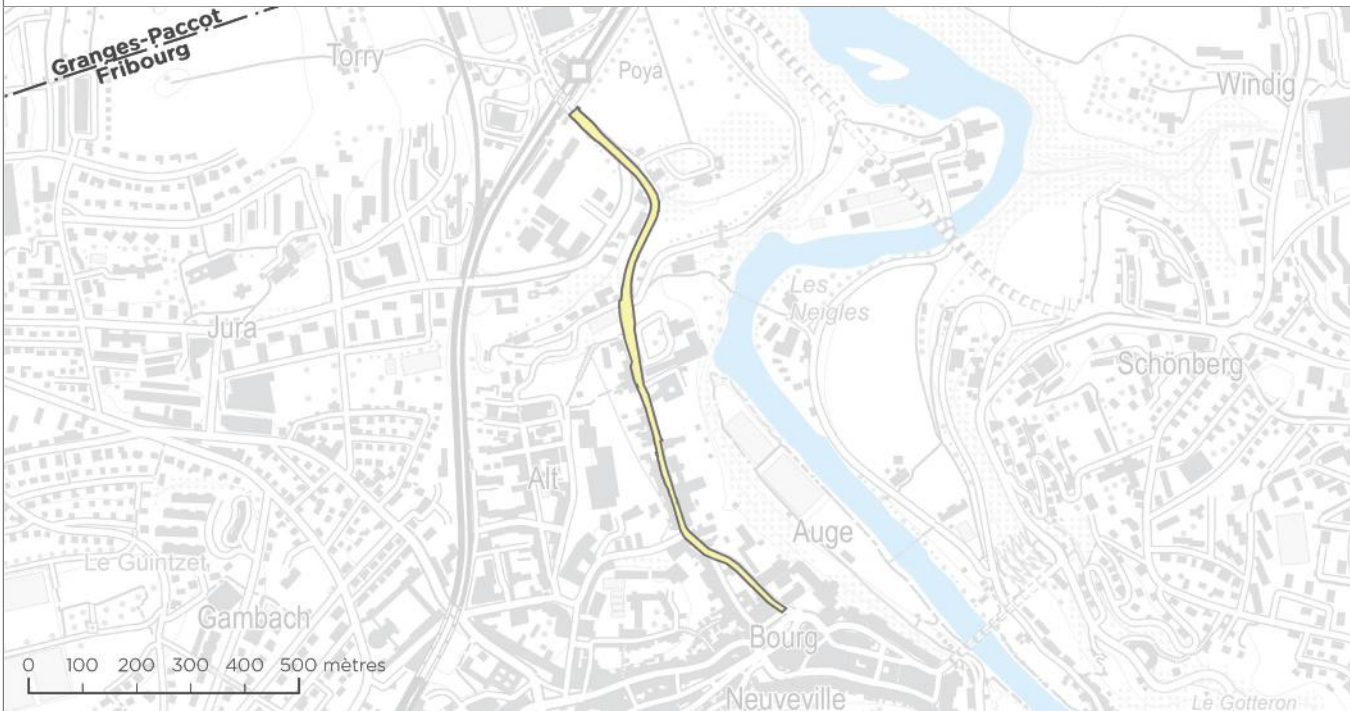 Granges-Paccot
Fribourg
Torry
Poya
Windig
Les
Neigles
Jura
Schönberg
Alt
Auge
Le Guintzet
Gambach
Bourg
0 100 200 300 400 500 mètres
Neuveville
Le Gotteron